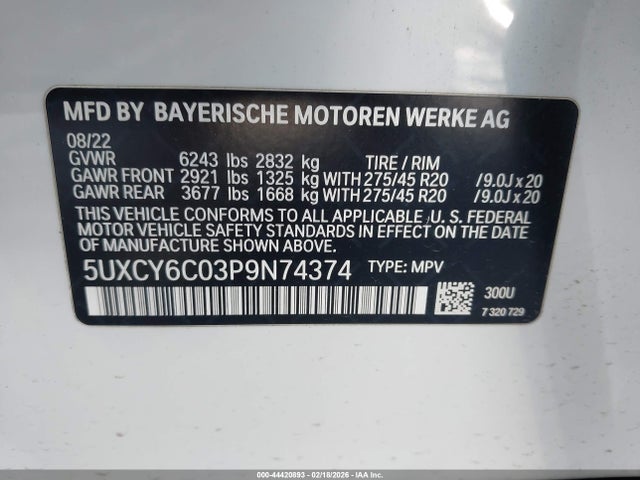 MFD BY BAYERISCHE MOTOREN WERKE AG
08/22
GVWR 6243 lbs 2832 kg TIRE / RIM
GAWR FRONT 2921 lbs 1325 kg WITH 275/45 R20 / 9.0J x 20
GAWR REAR 3677 lbs 1668 kg WITH 275/45 R20 / 9.0J x 20
THIS VEHICLE CONFORMS TO ALL APPLICABLE U. S. FEDERAL
MOTOR VEHICLE SAFETY STANDARDS IN EFFECT ON THE DATE OF
MANUFACTURE SHOWN ABOVE.
5UXCY6C03P9N74374 TYPE: MPV
300U
7 320 729
000-44420893 - 02/18/2026 - IAA Inc.